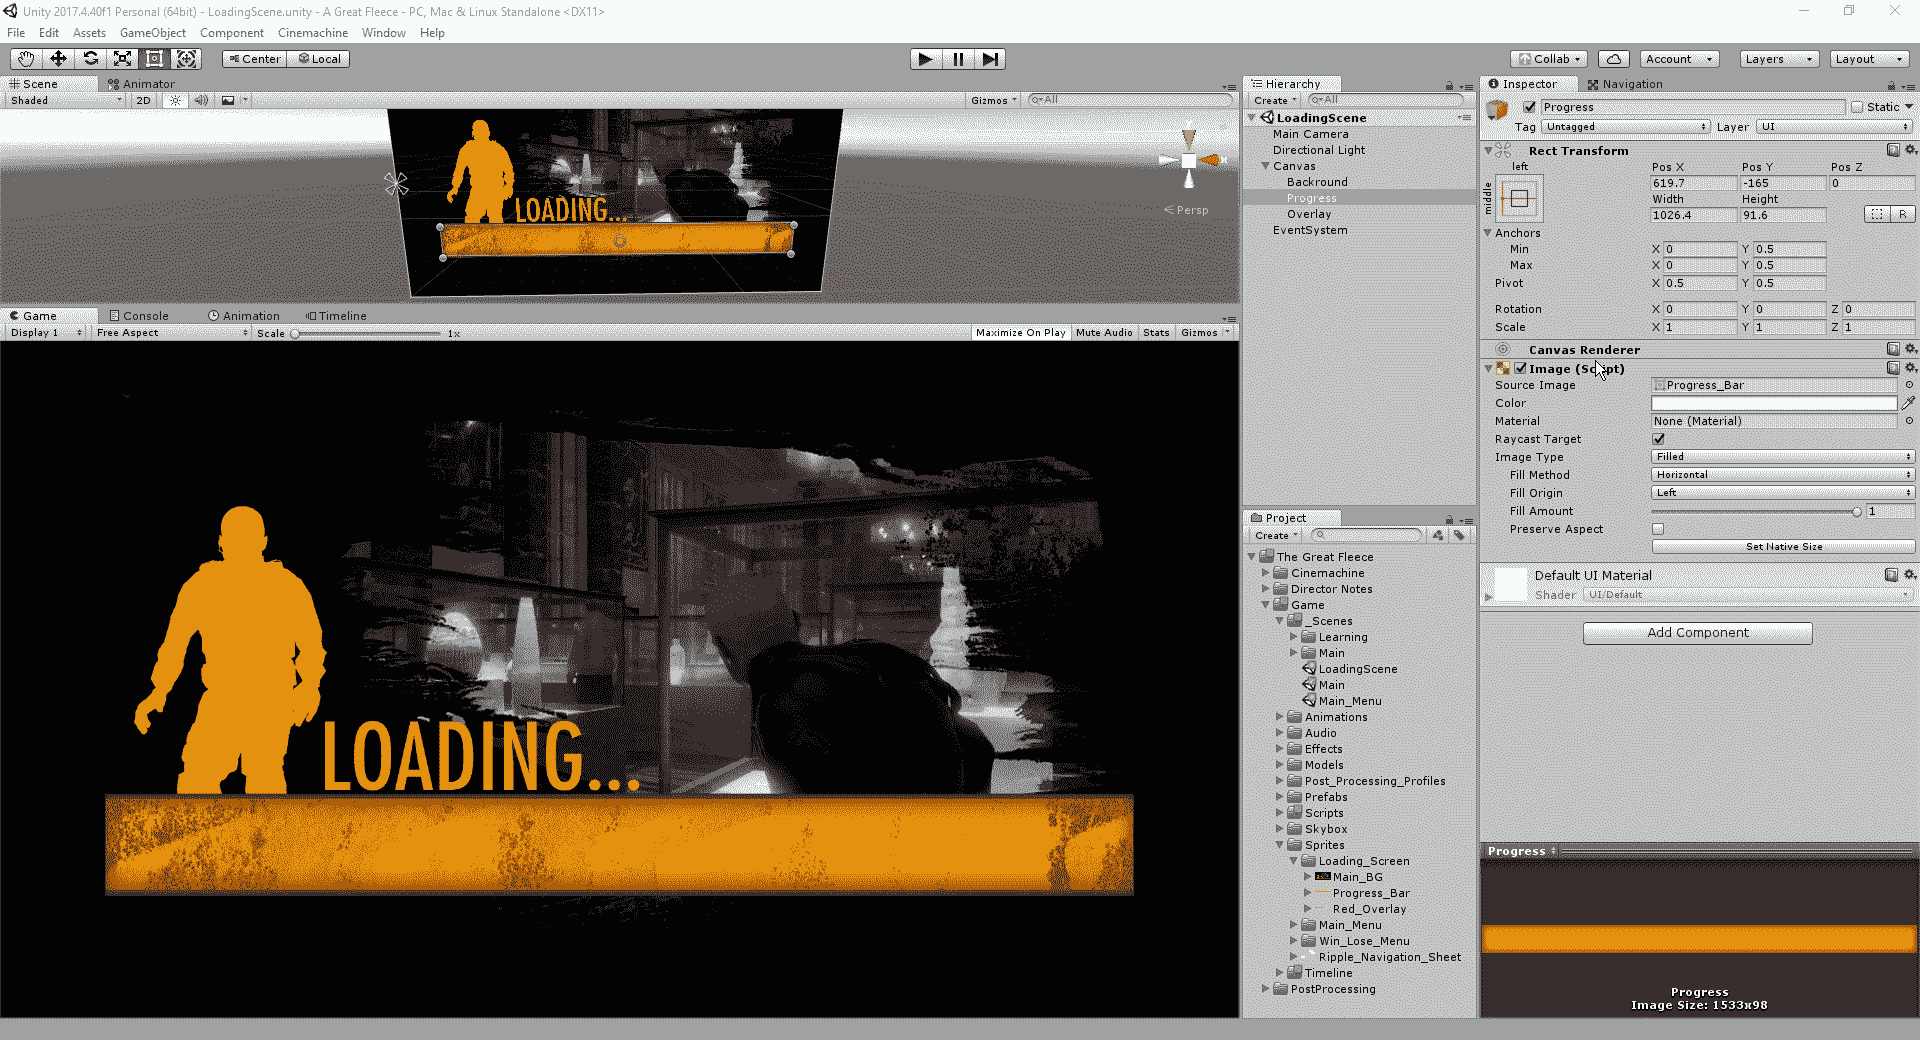 Unity 2017.4.40f1 Personal (64bit) - LoadingScene.unity - A Great Fleece - PC, Mac & Linux Standalone <DX11>
File Edit Assets GameObject Component Cinemachine Window Help
Center Local Collab Account Layers Layout
Scene Animator
Shaded 2D Gizmos All
LOADING...
x
Persp
Game Console Animation Timeline
Display 1 Free Aspect Scale 1x Maximize On Play Mute Audio Stats Gizmos
LOADING...
Hierarchy
Create All
LoadingScene
Main Camera
Directional Light
Canvas
Backround
Progress
Overlay
EventSystem
Project
Create
The Great Fleece
Cinemachine
Director Notes
Game
_Scenes
Learning
Main
LoadingScene
Main
Main_Menu
Animations
Audio
Effects
Models
Post_Processing_Profiles
Prefabs
Scripts
Skybox
Sprites
Loading_Screen
Main_BG
Progress_Bar
Red_Overlay
Main_Menu
Win_Lose_Menu
Ripple_Navigation_Sheet
Timeline
PostProcessing
Inspector Navigation
Progress Static
Tag Untagged Layer UI
Rect Transform
left Pos X Pos Y Pos Z
middle 619.7 -165 0
Width Height
1026.4 91.6 R
Anchors
Min X 0 Y 0.5
Max X 0 Y 0.5
Pivot X 0.5 Y 0.5
Rotation X 0 Y 0 Z 0
Scale X 1 Y 1 Z 1
Canvas Renderer
Image (Script)
Source Image Progress_Bar
Color
Material None (Material)
Raycast Target
Image Type Filled
Fill Method Horizontal
Fill Origin Left
Fill Amount 1
Preserve Aspect
Set Native Size
Default UI Material
Shader UI/Default
Add Component
Progress
Progress
Image Size: 1533x98